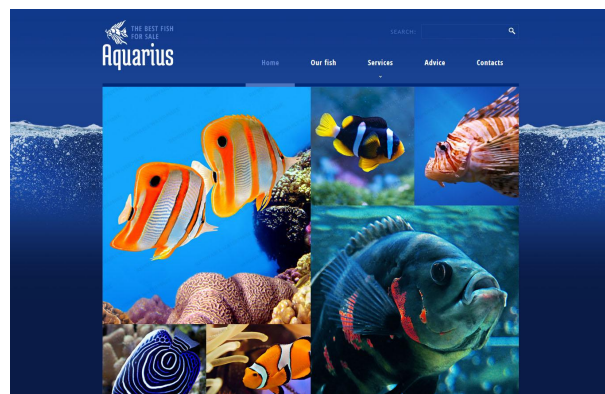 THE BEST FISH
FOR SALE
Aquarius
SEARCH:
Home
Our fish
Services
Advice
Contacts